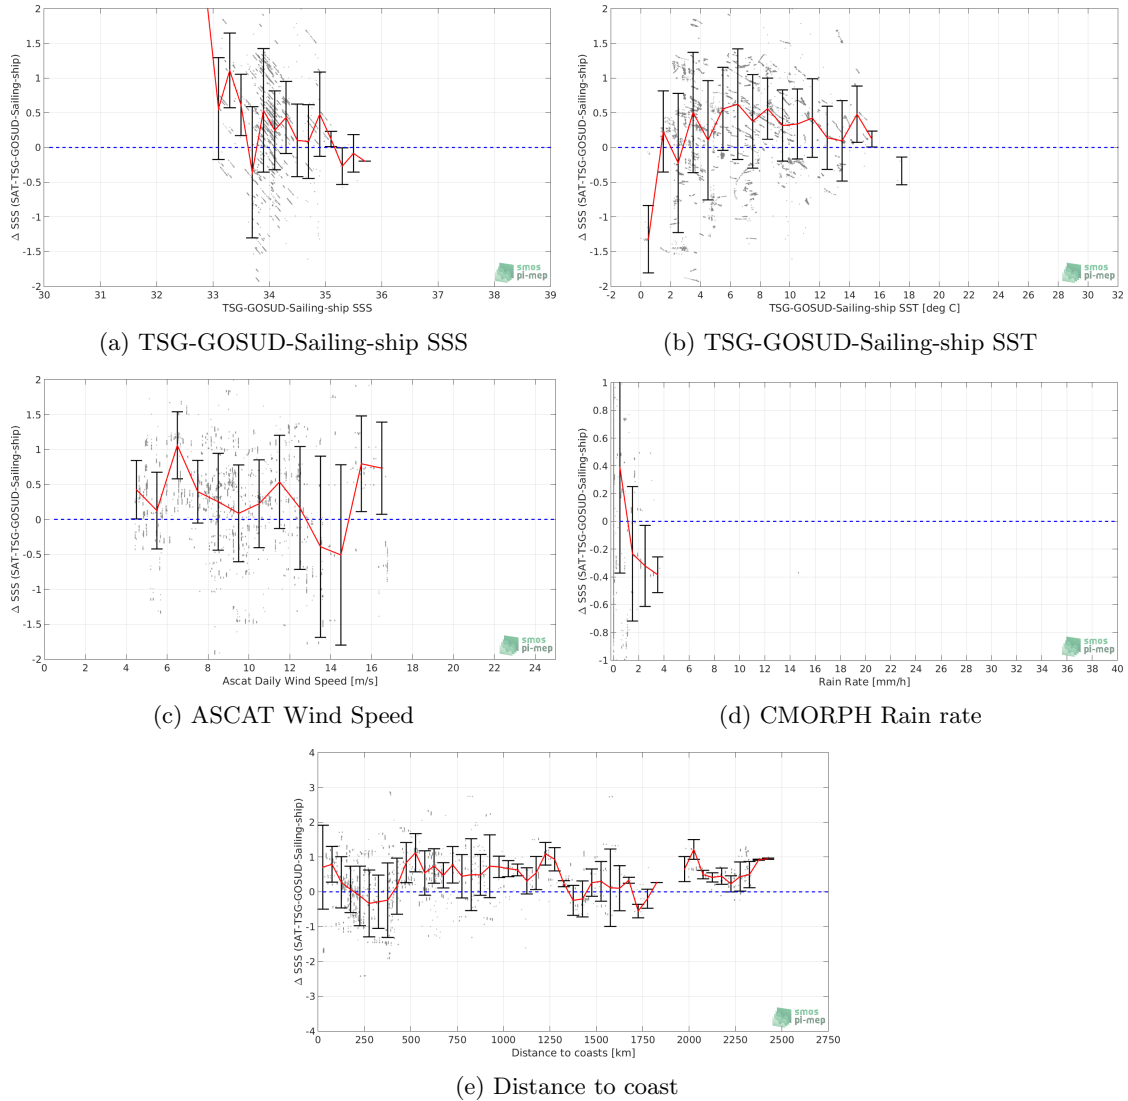 2
1.5
1
0.5
0
-0.5
-1
-1.5
-2
30 31 32 33 34 35 36 37 38 39
Δ SSS (SAT-TSG-GOSUD-Sailing-ship)
TSG-GOSUD-Sailing-ship SSS
smos
pi-mep
(a) TSG-GOSUD-Sailing-ship SSS
2
1.5
1
0.5
0
-0.5
-1
-1.5
-2
-2 0 2 4 6 8 10 12 14 16 18 20 22 24 26 28 30 32
Δ SSS (SAT-TSG-GOSUD-Sailing-ship)
TSG-GOSUD-Sailing-ship SST [deg C]
smos
pi-mep
(b) TSG-GOSUD-Sailing-ship SST
2
1.5
1
0.5
0
-0.5
-1
-1.5
-2
0 2 4 6 8 10 12 14 16 18 20 22 24
Δ SSS (SAT-TSG-GOSUD-Sailing-ship)
Ascat Daily Wind Speed [m/s]
smos
pi-mep
(c) ASCAT Wind Speed
1
0.8
0.6
0.4
0.2
0
-0.2
-0.4
-0.6
-0.8
-1
0 2 4 6 8 10 12 14 16 18 20 22 24 26 28 30 32 34 36 38 40
Δ SSS (SAT-TSG-GOSUD-Sailing-ship)
Rain Rate [mm/h]
smos
pi-mep
(d) CMORPH Rain rate
4
3
2
1
0
-1
-2
-3
-4
0 250 500 750 1000 1250 1500 1750 2000 2250 2500 2750
Δ SSS (SAT-TSG-GOSUD-Sailing-ship)
Distance to coasts [km]
smos
pi-mep
(e) Distance to coast